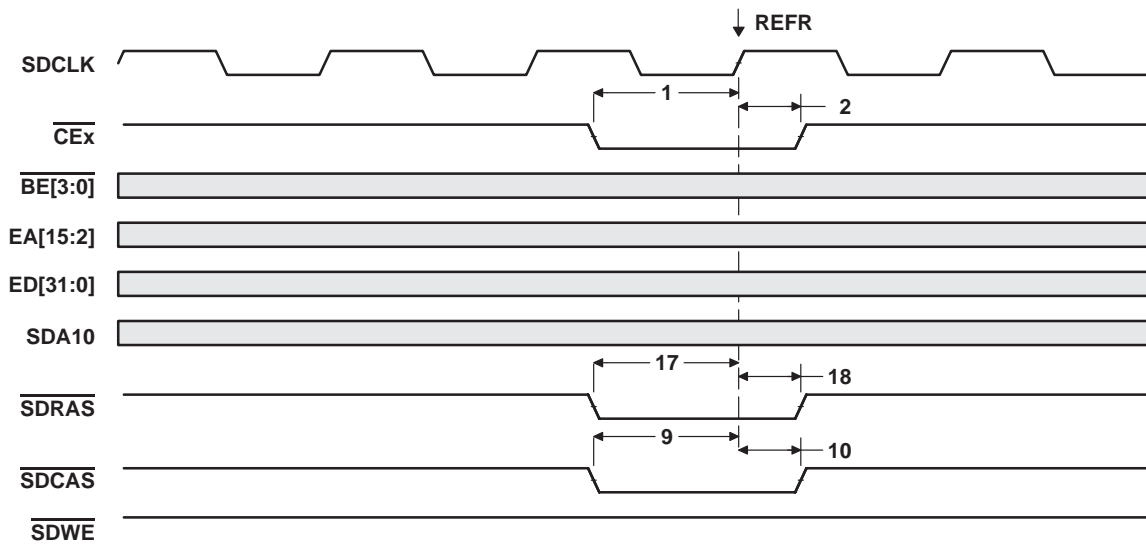 REFR
SDCLK
1
2
CEx
BE[3:0]
EA[15:2]
ED[31:0]
SDA10
17
18
SDRAS
9
10
SDCAS
SDWE